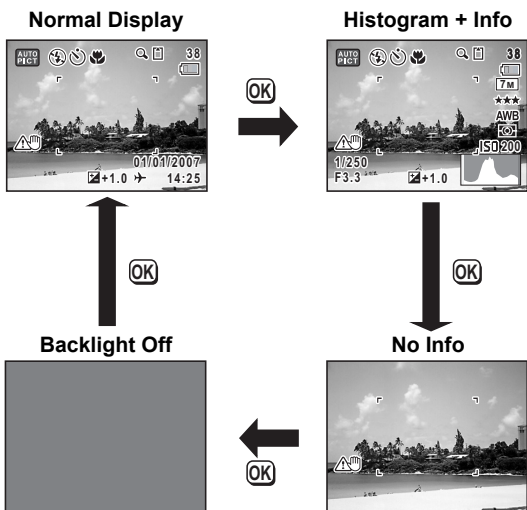 Normal Display
Histogram + Info
AUTO PICT
38
01/01/2007
+1.0
14:25
OK
AUTO PICT
38
7M
★★★
AWB
ISO 200
1/250
F3.3
+1.0
OK
OK
Backlight Off
No Info
OK